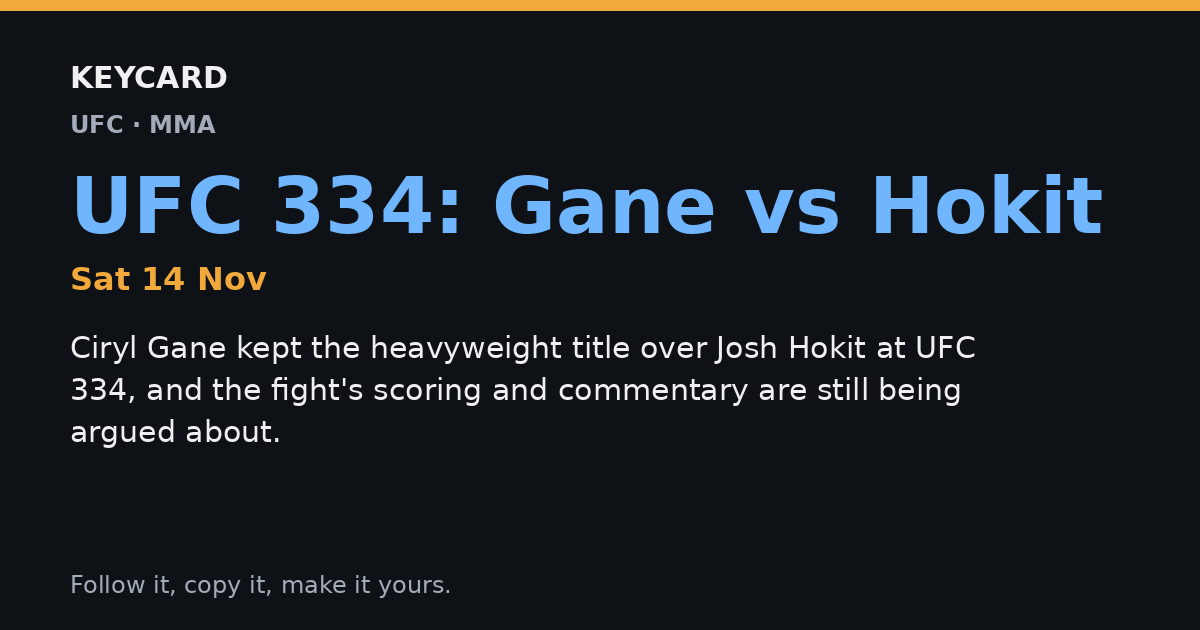 KEYCARD
UFC · MMA
UFC 334: Gane vs Hokit
Sat 14 Nov
Ciryl Gane kept the heavyweight title over Josh Hokit at UFC
334, and the fight's scoring and commentary are still being
argued about.
Follow it, copy it, make it yours.